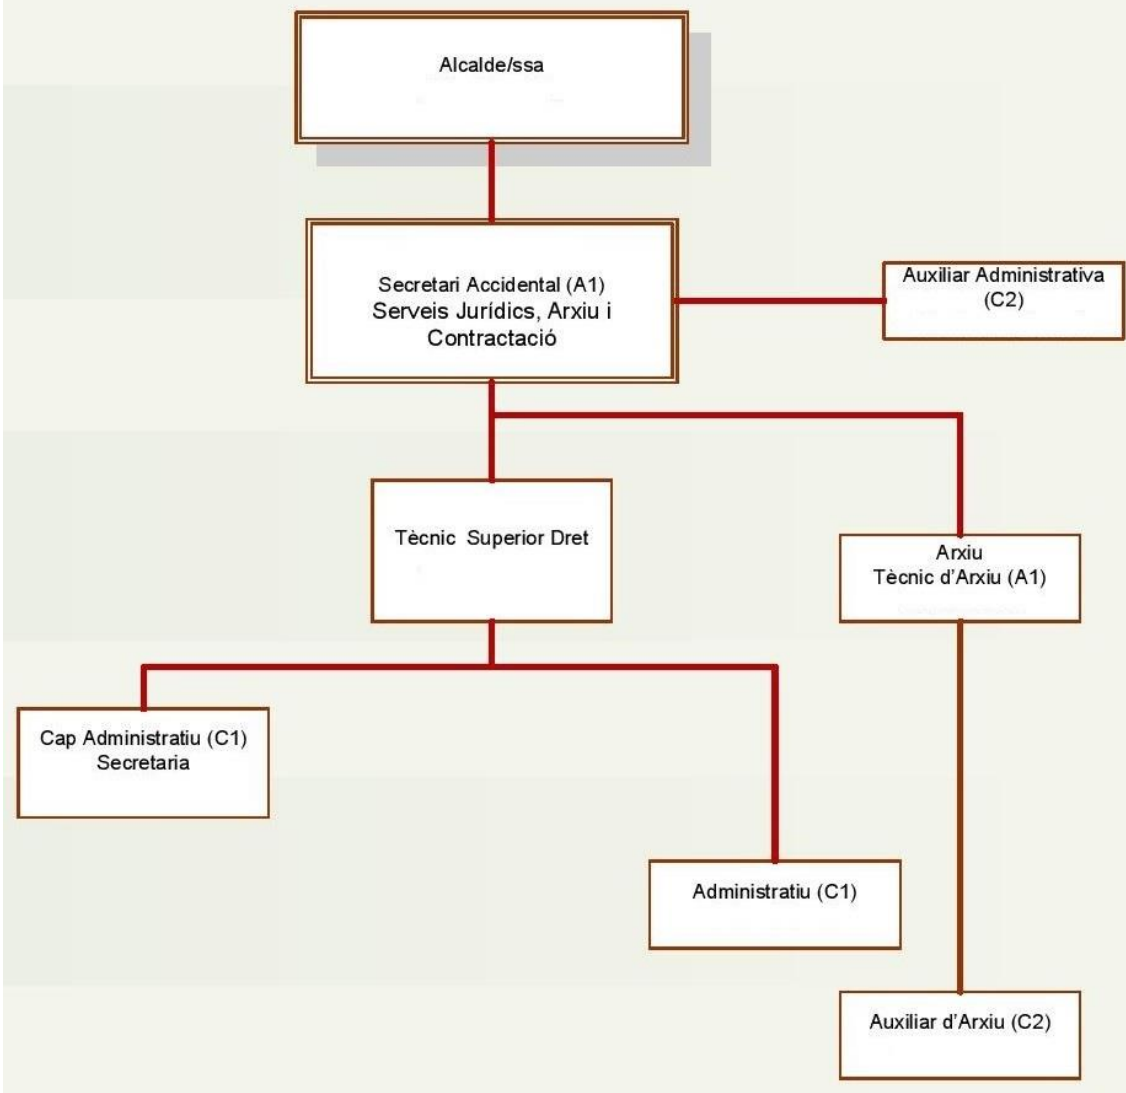 Alcalde/ssa
Secretari Accidental (A1)
Serveis Jurídics, Arxiu i
Contractació
Auxiliar Administrativa
(C2)
Tècnic Superior Dret
Arxiu
Tècnic d'Arxiu (A1)
Cap Administratiu (C1)
Secretaria
Administratiu (C1)
Auxiliar d'Arxiu (C2)